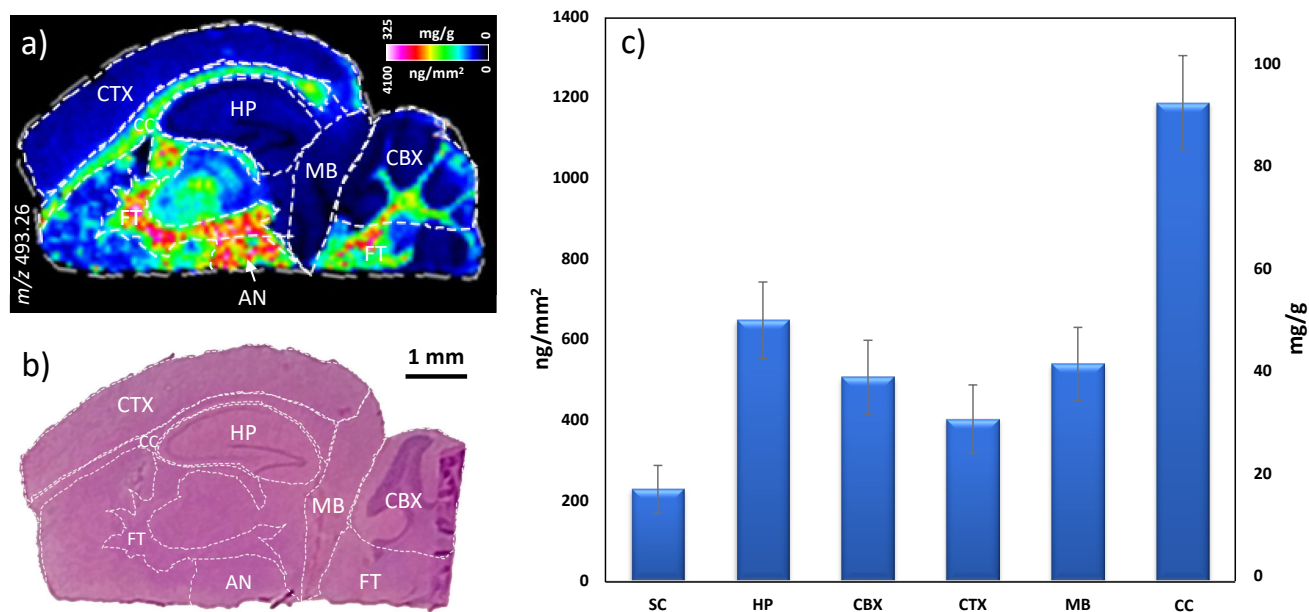 a)
325
mg/g
0
4100
ng/mm²
0
CTX
HP
CC
MB
CBX
FT
FT
AN
m/z 493.26
b)
1 mm
CTX
HP
CC
MB
CBX
FT
AN
FT
c)
1400
1200
1000
800
600
400
200
0
ng/mm²
100
80
60
40
20
0
mg/g
SC HP CBX CTX MB CC